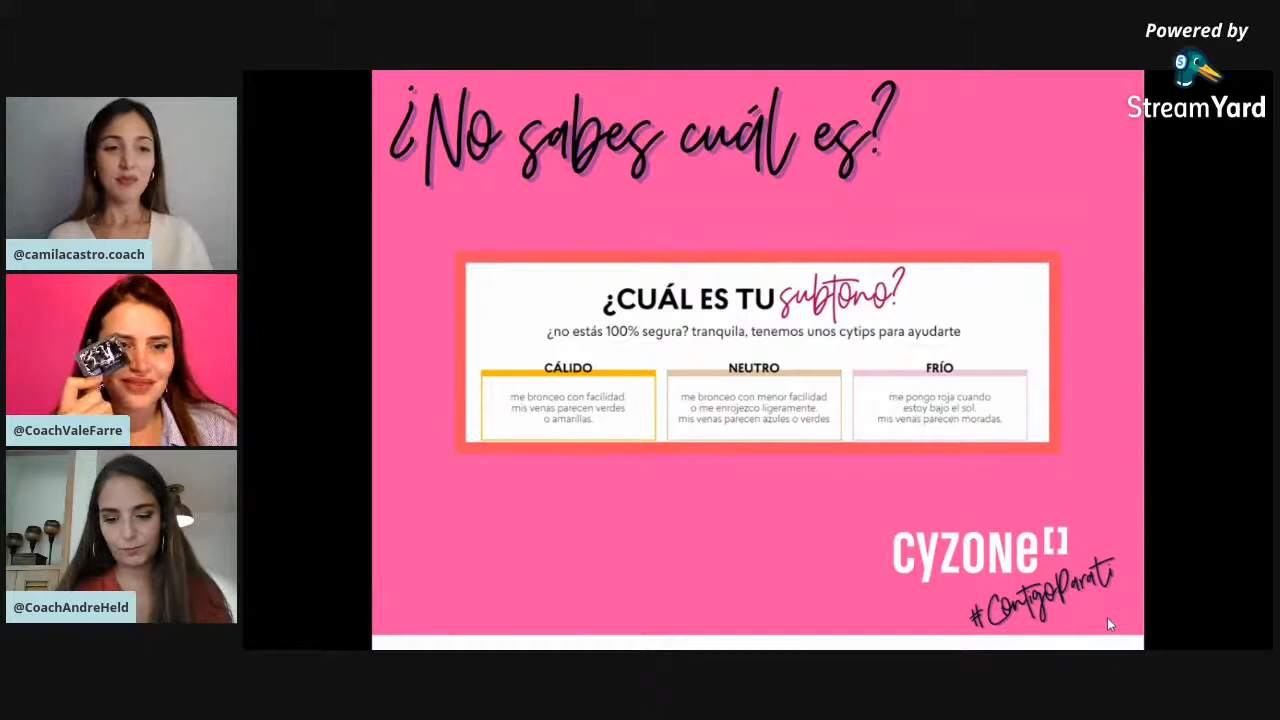 Powered by
StreamYard
@camilacastro.coach
@CoachValeFarre
@CoachAndreHeld
¿No sabes cuál es?
¿CUÁL ES TU subtono?
¿no estás 100% segura? tranquila, tenemos unos cytips para ayudarte
CÁLIDO
me bronceo con facilidad.
mis venas parecen verdes
o amarillas.
NEUTRO
me bronceo con menor facilidad
o me enrojezco ligeramente.
mis venas parecen azules o verdes
FRÍO
me pongo roja cuando
estoy bajo el sol.
mis venas parecen moradas.
cyzone[]
#ContigoParaTi